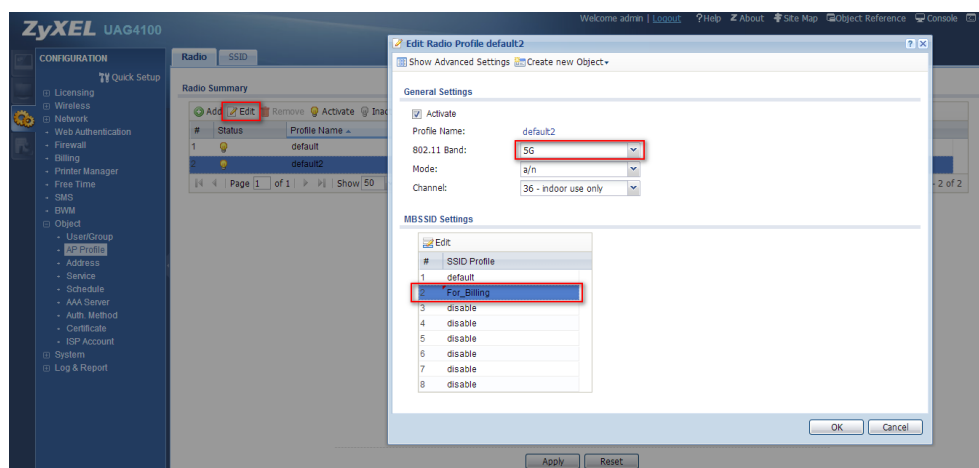 ZyXEL UAG4100
Welcome admin | Logout ?Help Z About Site Map Object Reference Console
CONFIGURATION
Quick Setup
Licensing
Wireless
Network
Web Authentication
Firewall
Billing
Printer Manager
Free Time
SMS
BWM
Object
User/Group
AP Profile
Address
Service
Schedule
AAA Server
Auth. Method
Certificate
ISP Account
System
Log & Report
Radio SSID
Radio Summary
Add Edit Remove Activate Inac
# Status Profile Name
1 default
2 default2
Page 1 of 1 Show 50
- 2 of 2
Edit Radio Profile default2
Show Advanced Settings Create new Object
General Settings
Activate
Profile Name: default2
802.11 Band: 5G
Mode: a/n
Channel: 36 - indoor use only
MBSSID Settings
Edit
# SSID Profile
1 default
2 For_Billing
3 disable
4 disable
5 disable
6 disable
7 disable
8 disable
OK Cancel
Apply Reset